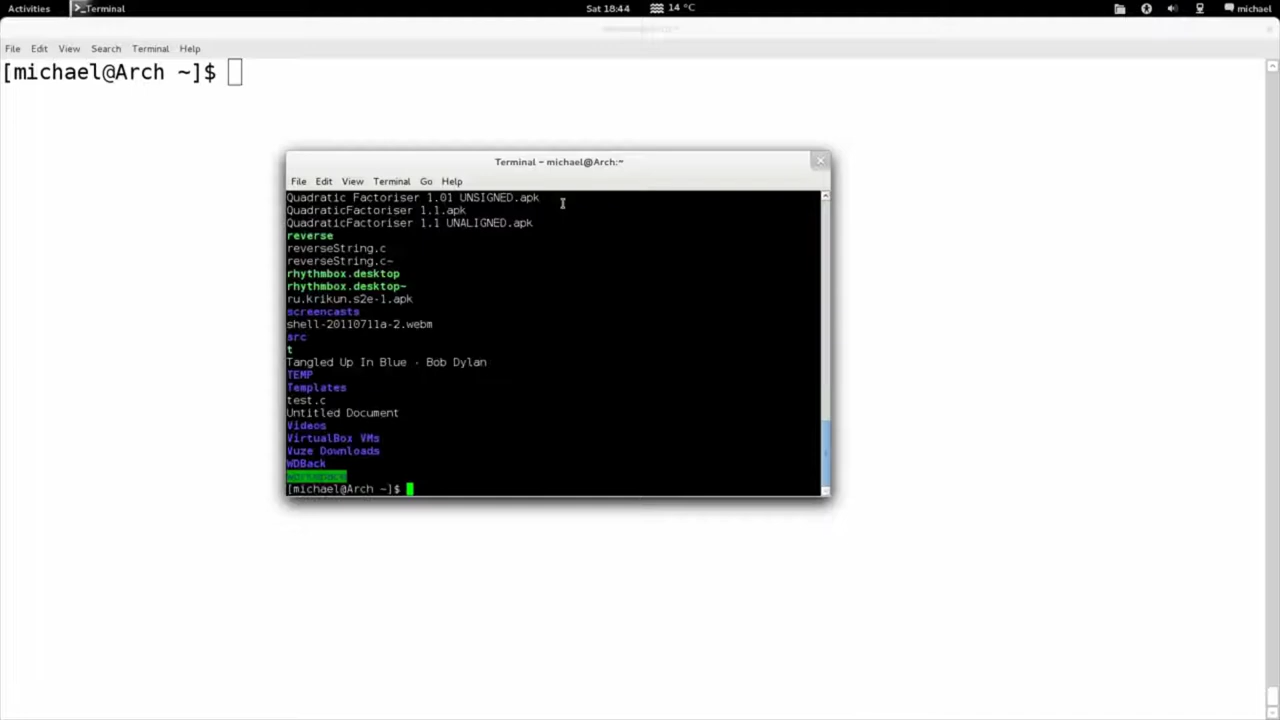 Activities
Terminal
Sat 18:44
14 °C
michael
File Edit View Search Terminal Help
[michael@Arch ~]$
Terminal - michael@Arch:~
File Edit View Terminal Go Help
Quadratic Factoriser 1.01 UNSIGNED.apk
QuadraticFactoriser 1.1.apk
QuadraticFactoriser 1.1 UNALIGNED.apk
reverse
reverseString.c
reverseString.c~
rhythmbox.desktop
rhythmbox.desktop~
ru.krikun.s2e-1.apk
screencasts
shell-20110711a-2.webm
src
t
Tangled Up In Blue · Bob Dylan
TEMP
Templates
test.c
Untitled Document
Videos
VirtualBox VMs
Vuze Downloads
WDBack
workspace
[michael@Arch ~]$